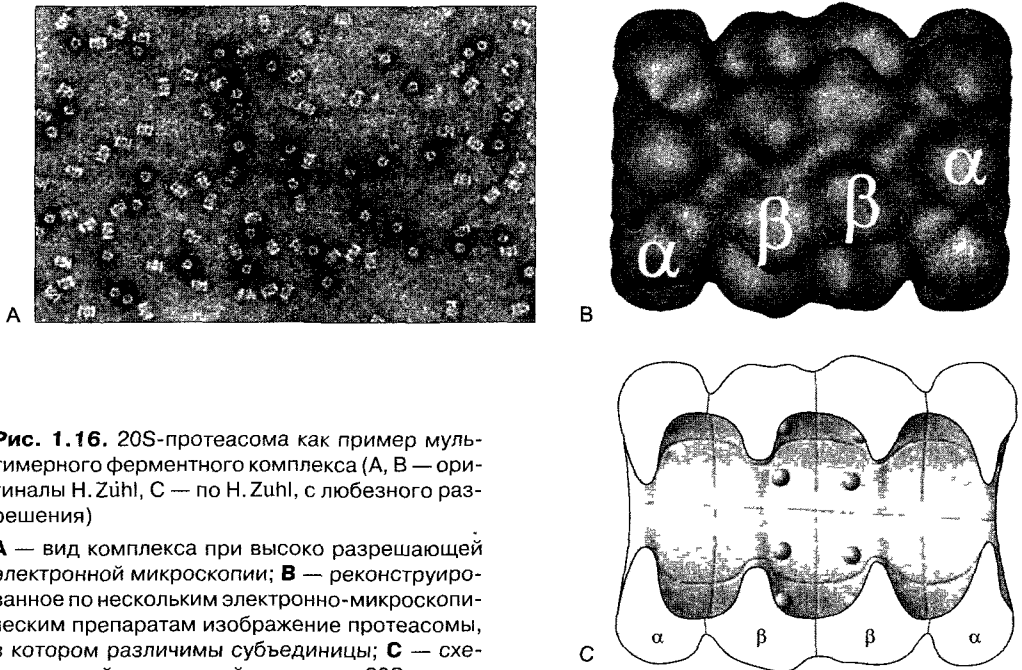 A
B
α
β
β
α
Рис. 1.16. 20S-протеасома как пример муль-
тимерного ферментного комплекса (А, В — ори-
гиналы H. Zühl, С — по H. Zuhl, с любезного раз-
решения)
А — вид комплекса при высоко разрешающей
электронной микроскопии; В — реконструиро-
ванное по нескольким электронно-микроскопи-
ческим препаратам изображение протеасомы,
в котором различимы субъединицы; С — схе-
C
α
β
β
α